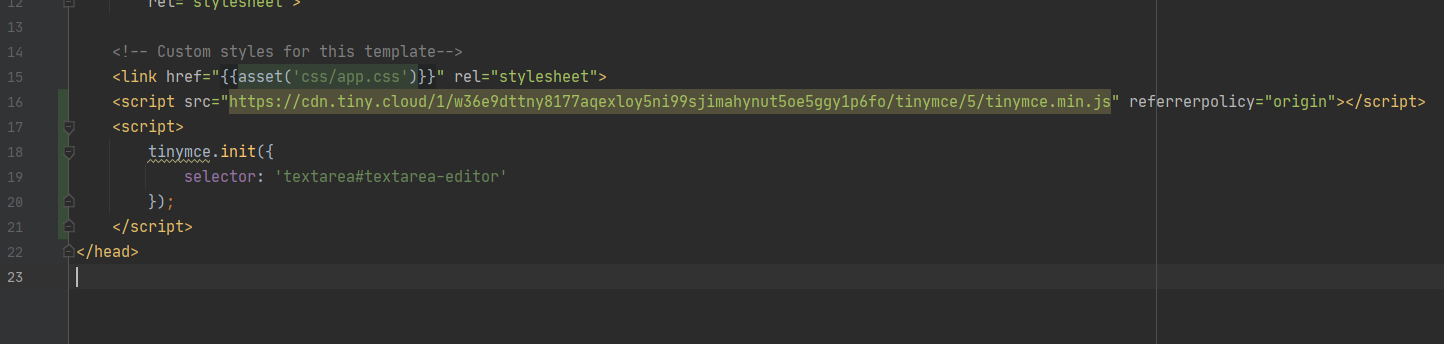 12 rel="stylesheet">
13
14 <!-- Custom styles for this template-->
15 <link href="{{asset('css/app.css')}}" rel="stylesheet">
16 <script src="https://cdn.tiny.cloud/1/w36e9dttny8177aqexloy5ni99sjimahynut5oe5ggy1p6fo/tinymce/5/tinymce.min.js" referrerpolicy="origin"></script>
17 <script>
18 tinymce.init({
19 selector: 'textarea#textarea-editor'
20 });
21 </script>
22 </head>
23